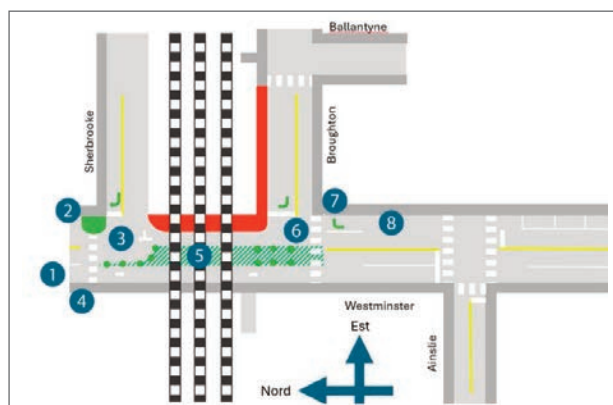 Ballantyne
Sherbrooke
Broughton
2
7
3
6
8
5
1
4
Westminster
Est
Nord
Ainslie